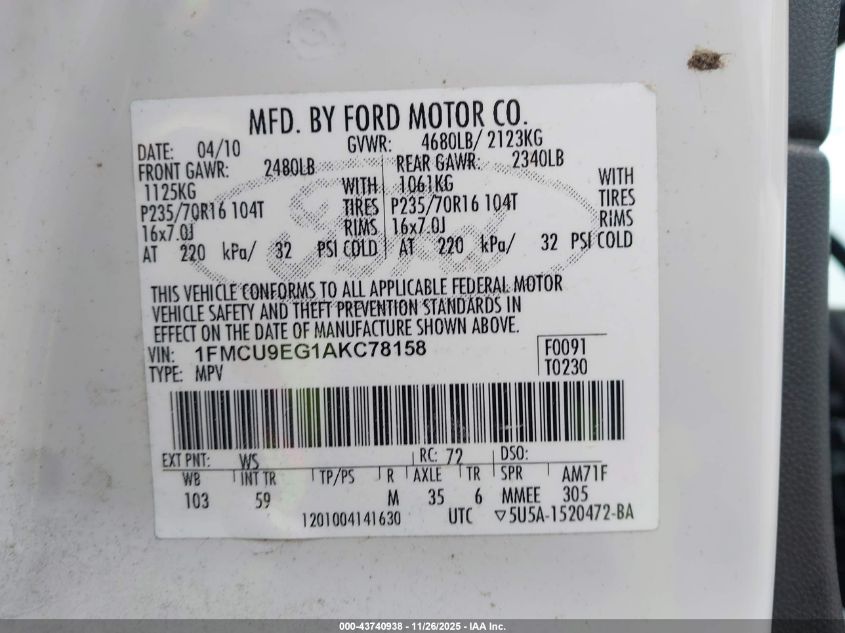 MFD. BY FORD MOTOR CO.
DATE: 04/10 GVWR: 4680LB/ 2123KG
FRONT GAWR: 2480LB REAR GAWR: 2340LB
1125KG WITH 1061KG WITH
P235/70R16 104T TIRES P235/70R16 104T TIRES
16x7.0J RIMS 16x7.0J RIMS
AT 220 kPa/ 32 PSI COLD AT 220 kPa/ 32 PSI COLD
THIS VEHICLE CONFORMS TO ALL APPLICABLE FEDERAL MOTOR
VEHICLE SAFETY AND THEFT PREVENTION STANDARDS IN
EFFECT ON THE DATE OF MANUFACTURE SHOWN ABOVE.
VIN: 1FMCU9EG1AKC78158 F0091
TYPE: MPV T0230
EXT PNT: WS RC: 72 DSO:
WB INT TR TP/PS R AXLE TR SPR AM71F
103 59 M 35 6 MMEE 305
1201004141630 UTC ▽5U5A-1520472-BA
000-43740938 - 11/26/2025 - IAA Inc.